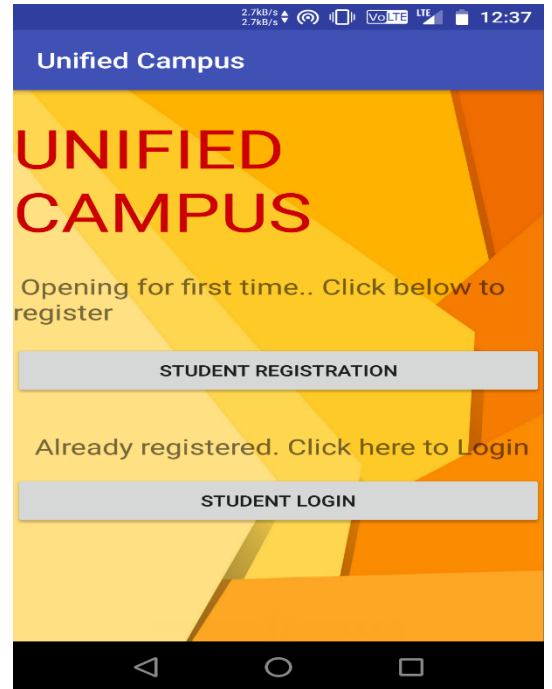 2.7kB/s
2.7kB/s
VoLTE LTE 12:37
Unified Campus
UNIFIED
CAMPUS
Opening for first time.. Click below to
register
STUDENT REGISTRATION
Already registered. Click here to Login
STUDENT LOGIN